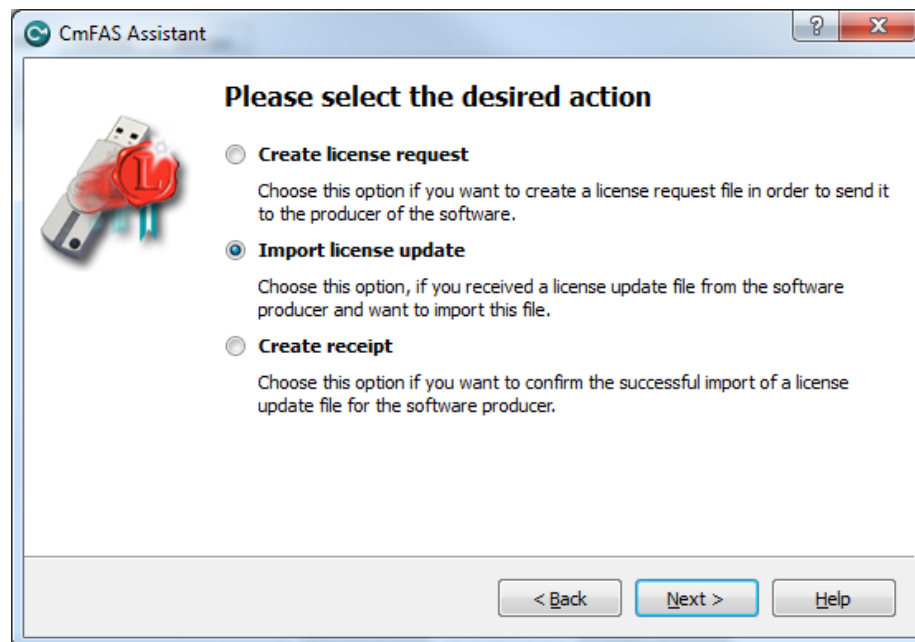 CmFAS Assistant
Please select the desired action
Create license request
Choose this option if you want to create a license request file in order to send it
to the producer of the software.
Import license update
Choose this option, if you received a license update file from the software
producer and want to import this file.
Create receipt
Choose this option if you want to confirm the successful import of a license
update file for the software producer.
L
< Back Next > Help